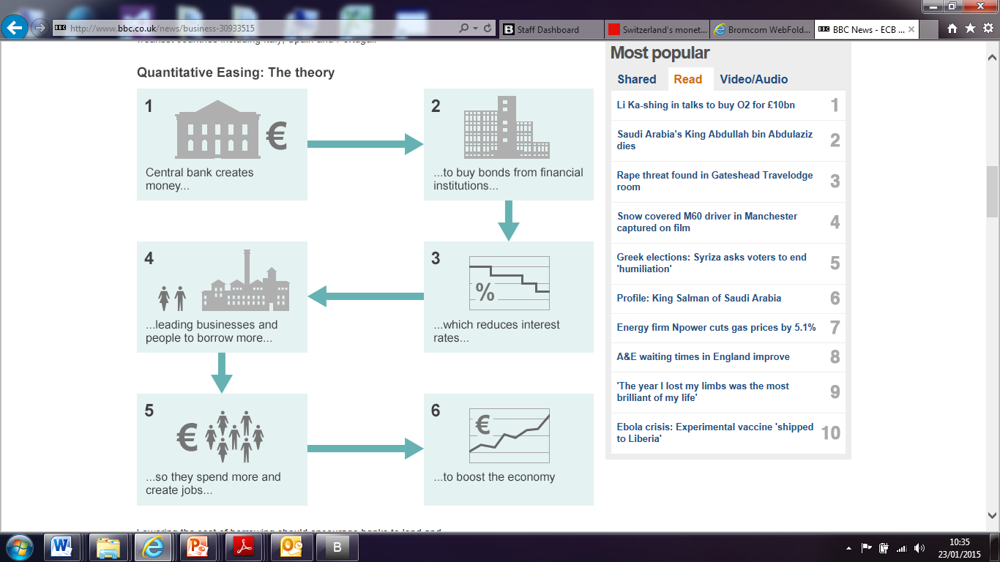 http://www.bbc.co.uk/news/business-30933515
Staff Dashboard
Switzerland's monet...
Bromcom WebFold...
BBC News - ECB ...
Quantitative Easing: The theory
1
€
Central bank creates
money...
2
...to buy bonds from financial
institutions...
4
...leading businesses and
people to borrow more...
3
%
...which reduces interest
rates...
5
€
...so they spend more and
create jobs...
6
€
...to boost the economy
Most popular
Shared Read Video/Audio
Li Ka-shing in talks to buy O2 for £10bn 1
Saudi Arabia's King Abdullah bin Abdulaziz
dies 2
Rape threat found in Gateshead Travelodge
room 3
Snow covered M60 driver in Manchester
captured on film 4
Greek elections: Syriza asks voters to end
'humiliation' 5
Profile: King Salman of Saudi Arabia 6
Energy firm Npower cuts gas prices by 5.1% 7
A&E waiting times in England improve 8
'The year I lost my limbs was the most
brilliant of my life' 9
Ebola crisis: Experimental vaccine 'shipped
to Liberia' 10
10:35
23/01/2015